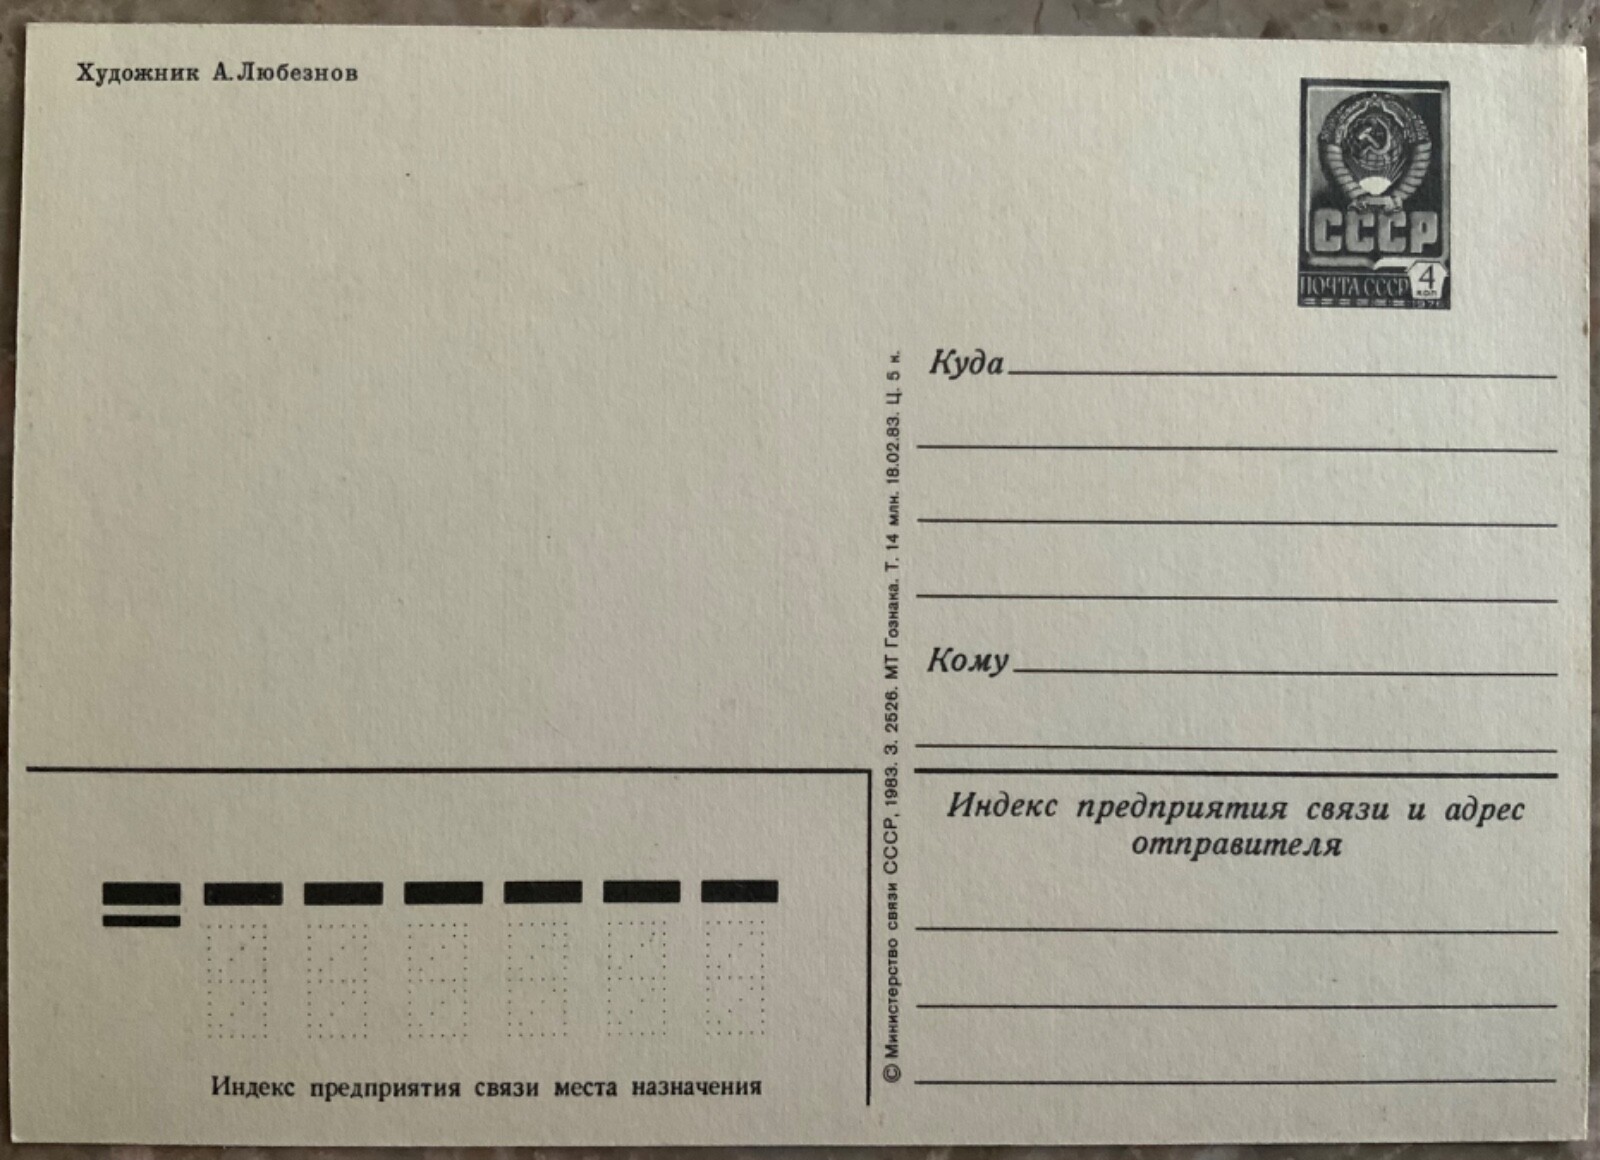 Художник А.Любезнов
СССР
ПОЧТА СССР 4
коп
1976
Куда
Кому
© Министерство связи СССР, 1983. З. 2526. МТ Гознака. Т. 14 млн. 18.02.83. Ц. 5 к.
Индекс предприятия связи и адрес
отправителя
Индекс предприятия связи места назначения